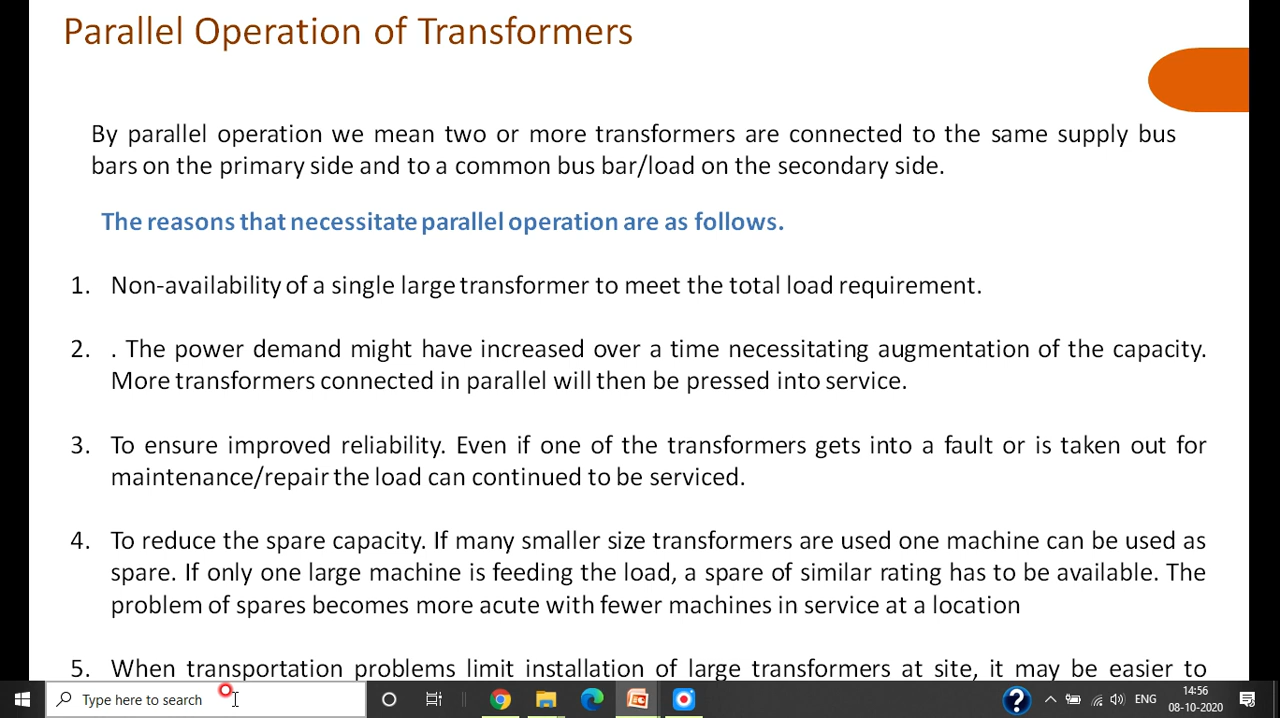 Parallel Operation of Transformers
By parallel operation we mean two or more transformers are connected to the same supply bus
bars on the primary side and to a common bus bar/load on the secondary side.
The reasons that necessitate parallel operation are as follows.
1. Non-availability of a single large transformer to meet the total load requirement.
2. . The power demand might have increased over a time necessitating augmentation of the capacity.
More transformers connected in parallel will then be pressed into service.
3. To ensure improved reliability. Even if one of the transformers gets into a fault or is taken out for
maintenance/repair the load can continued to be serviced.
4. To reduce the spare capacity. If many smaller size transformers are used one machine can be used as
spare. If only one large machine is feeding the load, a spare of similar rating has to be available. The
problem of spares becomes more acute with fewer machines in service at a location
5. When transportation problems limit installation of large transformers at site, it may be easier to
Type here to search
ENG
14:56
08-10-2020